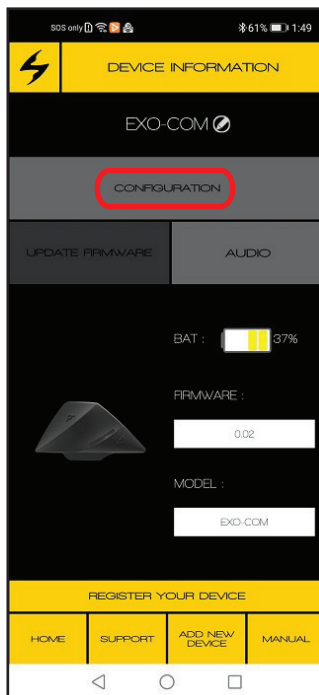 SOS only 61% 1:49
DEVICE INFORMATION
EXO-COM
CONFIGURATION
UPDATE FIRMWARE AUDIO
BAT : 37%
FIRMWARE :
0.02
MODEL :
EXO-COM
REGISTER YOUR DEVICE
HOME SUPPORT ADD NEW DEVICE MANUAL